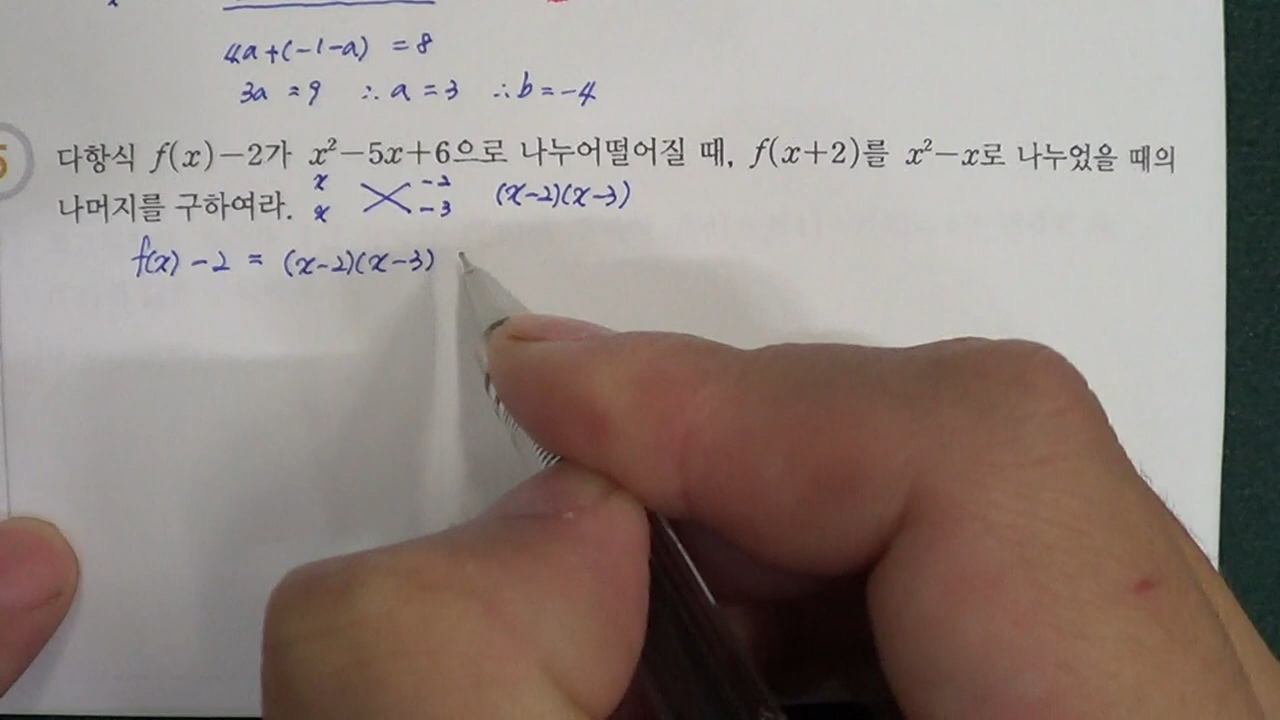 4a+(-1-a) = 8
3a = 9 ∴ a = 3 ∴ b = -4
다항식 f(x)-2가 x²-5x+6으로 나누어떨어질 때, f(x+2)를 x²-x로 나누었을 때의
나머지를 구하여라. x -2 (x-2)(x-3)
x -3
f(x) - 2 = (x-2)(x-3)